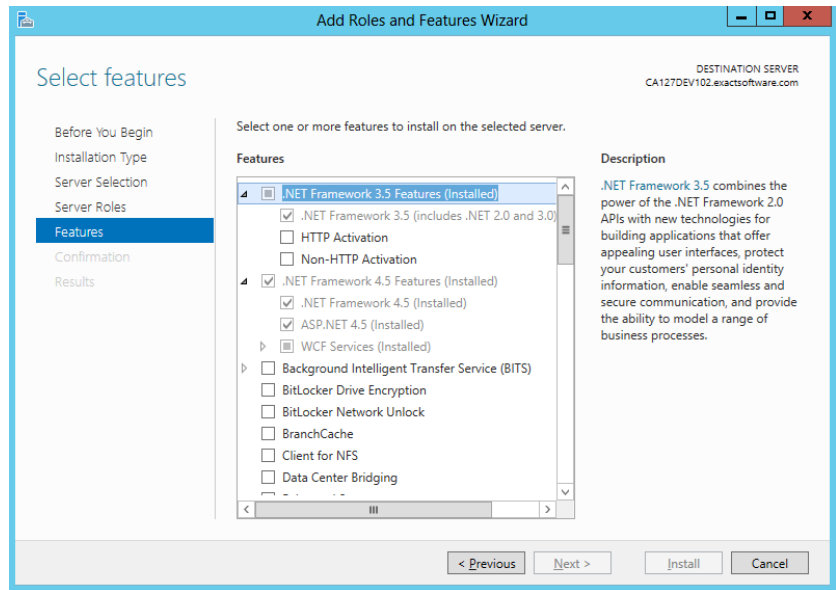 Add Roles and Features Wizard
x
Select features
DESTINATION SERVER
CA127DEV102.exactsoftware.com
Before You Begin
Installation Type
Server Selection
Server Roles
Features
Confirmation
Results
Select one or more features to install on the selected server.
Features
.NET Framework 3.5 Features (Installed)
.NET Framework 3.5 (includes .NET 2.0 and 3.0)
HTTP Activation
Non-HTTP Activation
.NET Framework 4.5 Features (Installed)
.NET Framework 4.5 (Installed)
ASP.NET 4.5 (Installed)
WCF Services (Installed)
Background Intelligent Transfer Service (BITS)
BitLocker Drive Encryption
BitLocker Network Unlock
BranchCache
Client for NFS
Data Center Bridging
Description
.NET Framework 3.5 combines the
power of the .NET Framework 2.0
APIs with new technologies for
building applications that offer
appealing user interfaces, protect
your customers' personal identity
information, enable seamless and
secure communication, and provide
the ability to model a range of
business processes.
< Previous
Next >
Install
Cancel